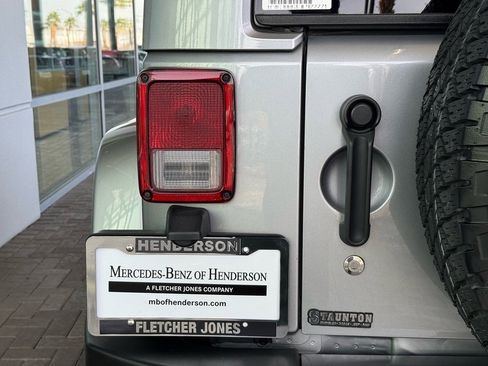 HENDERSON
MERCEDES-BENZ OF HENDERSON
A FLETCHER JONES COMPANY
mbofhenderson.com
FLETCHER JONES
STAUNTON